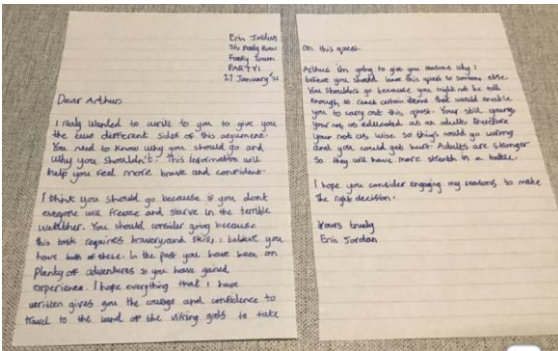 Erin Jordan
Party Road
Funky Town
PAR TY1
27 January
Dear Arthur
I really wanted to write to you to give you
the two different sides of this argument.
You need to know why you should go and
why you shouldn't. This information will
help you feel more brave and confident.
I think you should go because if you dont
everyone will freeze and starve in the terrible
weather. You should consider going because
this task requires bravery and skill, i believe you
have both of these. In the past you have been on
plenty of adventures so you have gained
experience. I hope everything that i have
written gives you the courage and confidence to
travel to the land of the viking gods to take
on this quest.
Arthur i'm going to give you reasons why i
believe you should leave this quest to someone else.
You shouldn't go because you might not be tall
enough to reach certain items that would enable
you to carry out this quest. Your still young,
your not as educated as an adult therefore
your not as wise so things could go wrong
and you could get hurt. Adults are stronger
so they will have more strength in a battle.
I hope you consider engaging my reasons to make
the right decision.
Yours truely
Erin Jordan